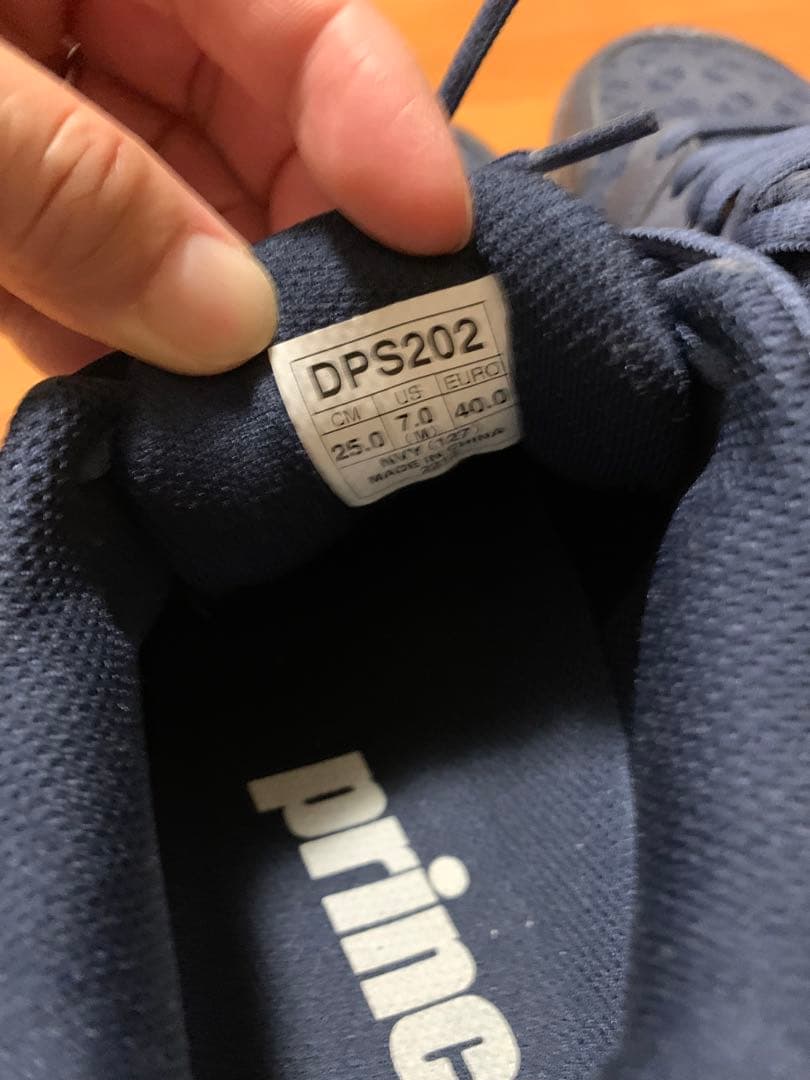 DPS202
CM US EURO
25.0 7.0 40.0
(M)
NVY (127)
MADE IN CHINA
prince